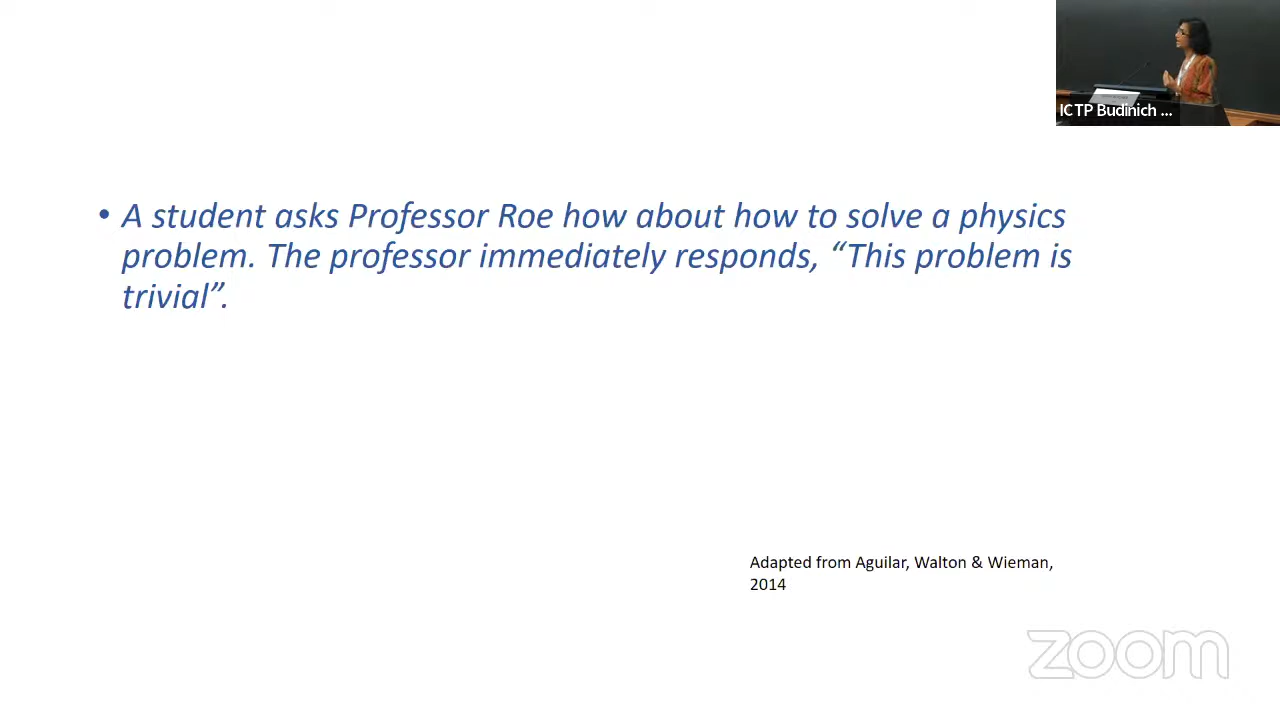 ICTP Budinich ...
• A student asks Professor Roe how about how to solve a physics
problem. The professor immediately responds, “This problem is
trivial”.
Adapted from Aguilar, Walton & Wieman,
2014
zoom